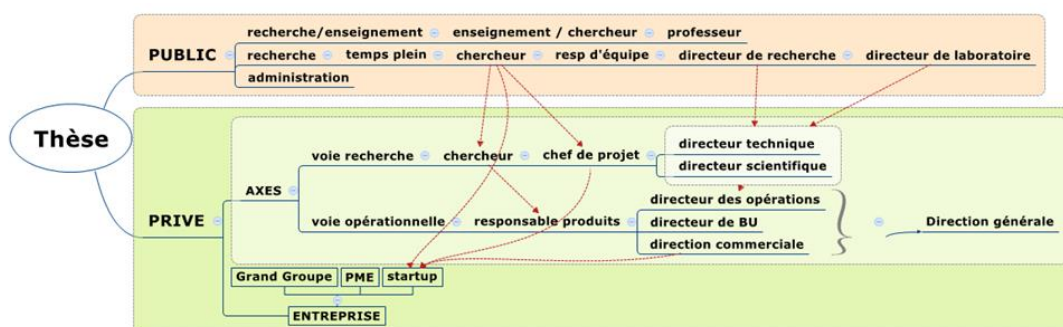 recherche/enseignement enseignement / chercheur professeur
PUBLIC
recherche temps plein chercheur resp d'équipe directeur de recherche directeur de laboratoire
administration
Thèse
directeur technique
voie recherche chercheur chef de projet
directeur scientifique
AXES
directeur des opérations
PRIVE
voie opérationnelle responsable produits directeur de BU Direction générale
direction commerciale
Grand Groupe PME startup
ENTREPRISE